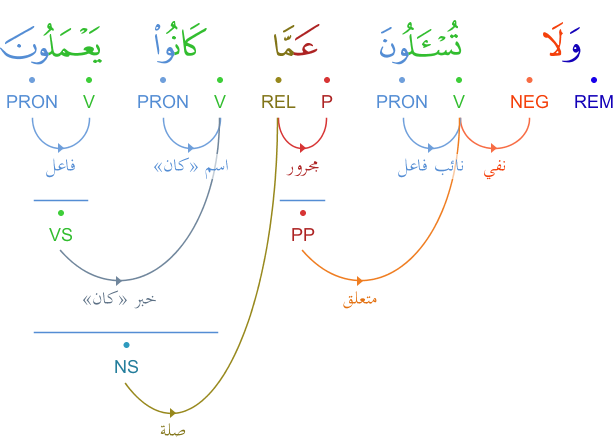 وَلَا تُسْـَٔلُونَ عَمَّا كَانُوا۟ يَعْمَلُونَ
REM NEG V PRON P REL V PRON V PRON
نفي نائب فاعل مجرور اسم «كان» فاعل
PP VS
متعلق خبر «كان»
NS
صلة